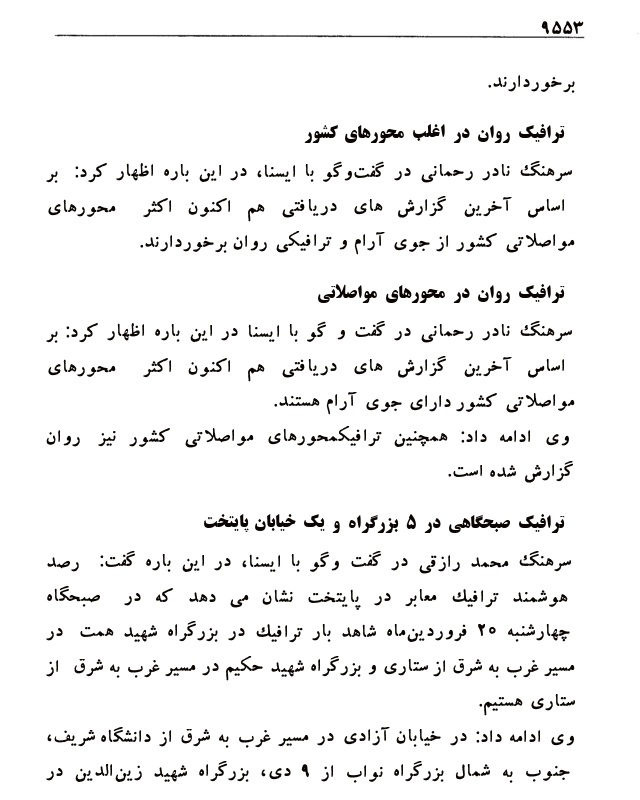 ۹۵۵۳
برخوردارند.
ترافیک روان در اغلب محورهای کشور
سرهنگ نادر رحمانی در گفت‌وگو با ایسنا، در این باره اظهار کرد: بر
اساس آخرین گزارش های دریافتی هم اکنون اکثر محورهای
مواصلاتی کشور از جوی آرام و ترافیکی روان برخوردارند.
ترافیک روان در محورهای مواصلاتی
سرهنگ نادر رحمانی در گفت و گو با ایسنا در این باره اظهار کرد: بر
اساس آخرین گزارش های دریافتی هم اکنون اکثر محورهای
مواصلاتی کشور دارای جوی آرام هستند.
وی ادامه داد: همچنین ترافیکمحورهای مواصلاتی کشور نیز روان
گزارش شده است.
ترافیک صبحگاهی در ۵ بزرگراه و یک خیابان پایتخت
سرهنگ محمد رازقی در گفت وگو با ایسنا، در این باره گفت: رصد
هوشمند ترافیك معابر در پایتخت نشان می دهد که در صبحگاه
چهارشنبه ۲۰ فروردین‌ماه شاهد بار ترافیك در بزرگراه شهید همت در
مسیر غرب به شرق از ستاری و بزرگراه شهید حکیم در مسیر غرب به شرق از
ستاری هستیم.
وی ادامه داد: در خیابان آزادی در مسیر غرب به شرق از دانشگاه شریف،
جنوب به شمال بزرگراه نواب از ۹ دی، بزرگراه شهید زین‌الدین در